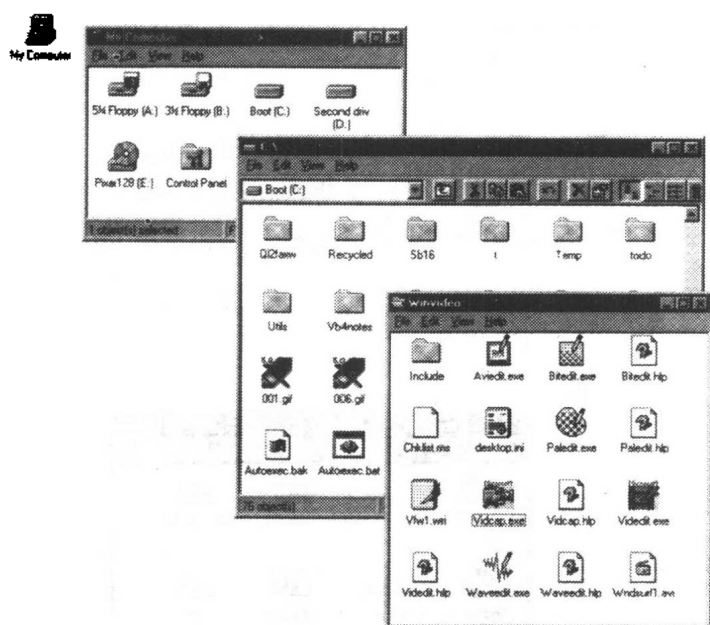 My Computer
My Computer
File Edit View Help
5¼ Floppy (A:) 3½ Floppy (B:) Boot (C:) Second driv
(D:)
Pixar128 (E:) Control Panel
1 object(s) selected
C:\
File Edit View Help
Boot (C:)
Recycled Sb16 t Temp todo
Utils Vb4notes
001.gif 006.gif
Autoexec.bak Autoexec.bat
76 object(s)
Winvideo
File Edit View Help
Include Aviedit.exe Bitedit.exe Bitedit.hlp
Chklist.ms desktop.ini Paledit.exe Paledit.hlp
Vfw1.wri Vidcap.exe Vidcap.hlp Videdit.exe
Videdit.hlp Waveedit.exe Waveedit.hlp Wndsurf1.avi